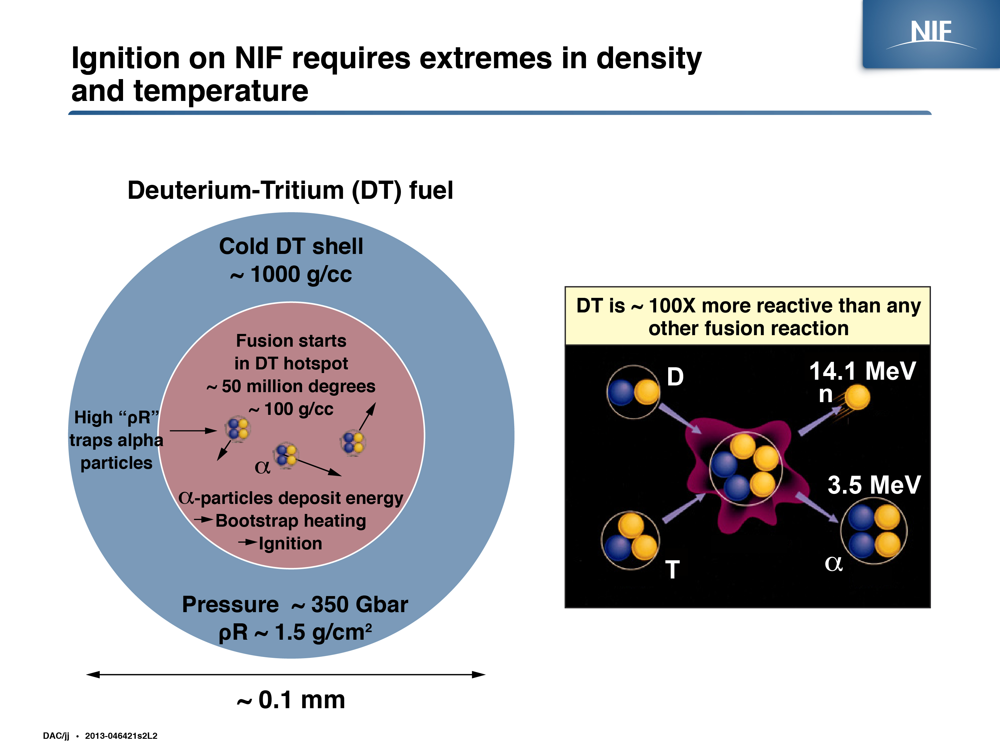 NIF
Ignition on NIF requires extremes in density
and temperature
Deuterium-Tritium (DT) fuel
Cold DT shell
~ 1000 g/cc
Fusion starts
in DT hotspot
~ 50 million degrees
~ 100 g/cc
High “ρR”
traps alpha
particles
α
α-particles deposit energy
→Bootstrap heating
→Ignition
Pressure ~ 350 Gbar
ρR ~ 1.5 g/cm²
~ 0.1 mm
DT is ~ 100X more reactive than any
other fusion reaction
D
14.1 MeV
n
3.5 MeV
T
α
DAC/jj • 2013-046421s2L2